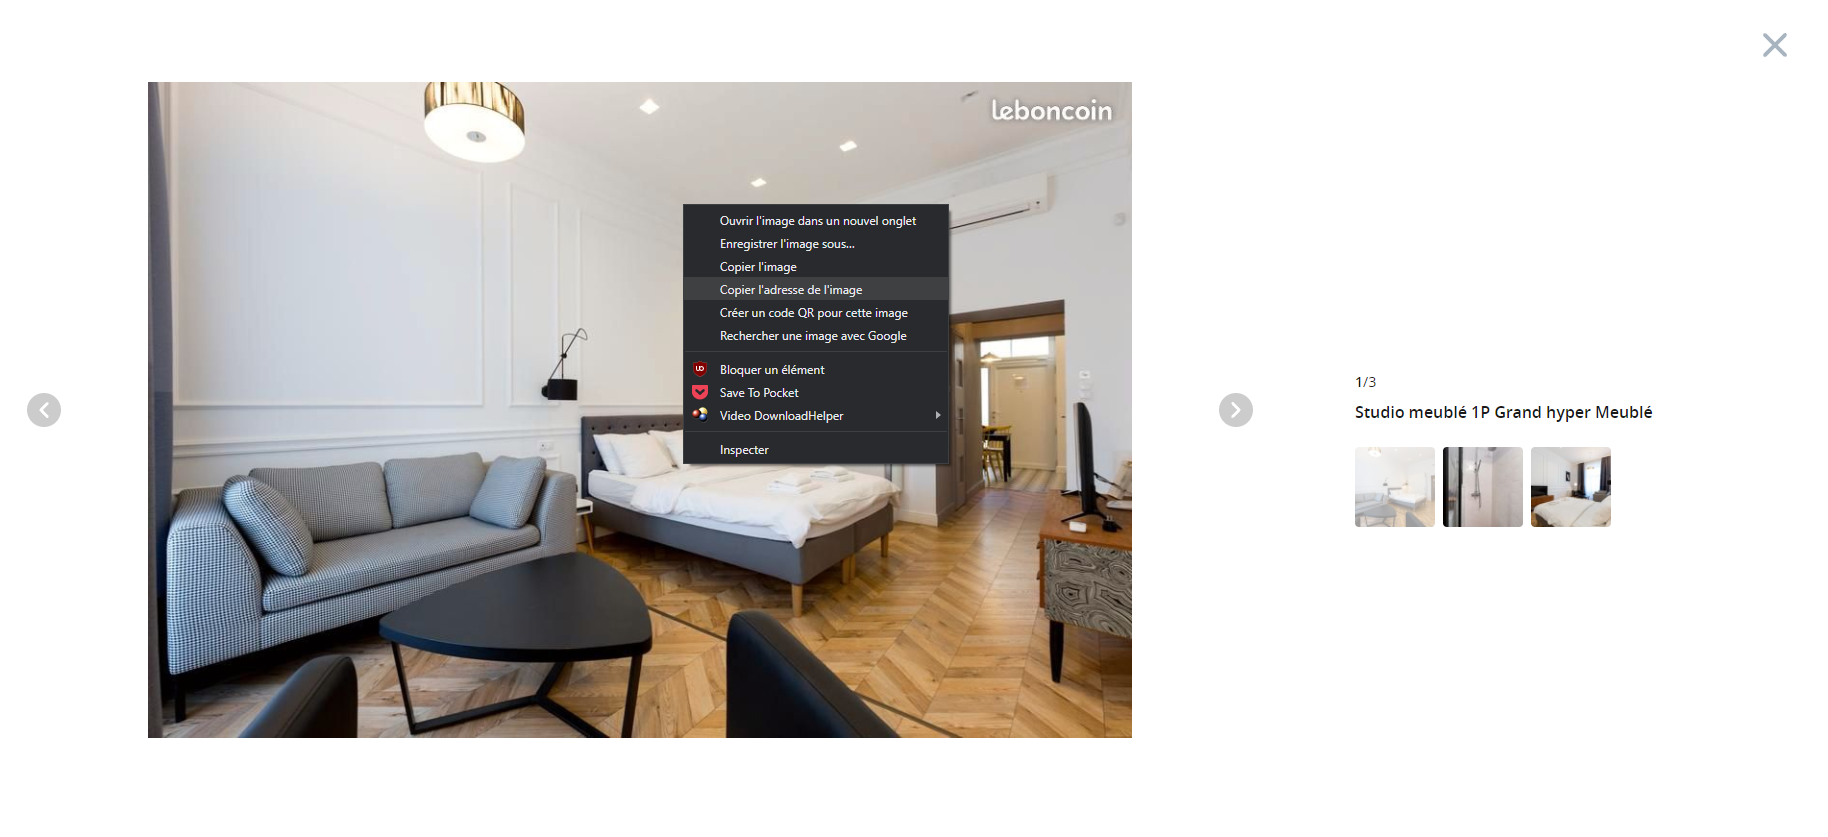 leboncoin
Ouvrir l'image dans un nouvel onglet
Enregistrer l'image sous...
Copier l'image
Copier l'adresse de l'image
Créer un code QR pour cette image
Rechercher une image avec Google
Bloquer un élément
Save To Pocket
Video DownloadHelper
Inspecter
1/3
Studio meublé 1P Grand hyper Meublé